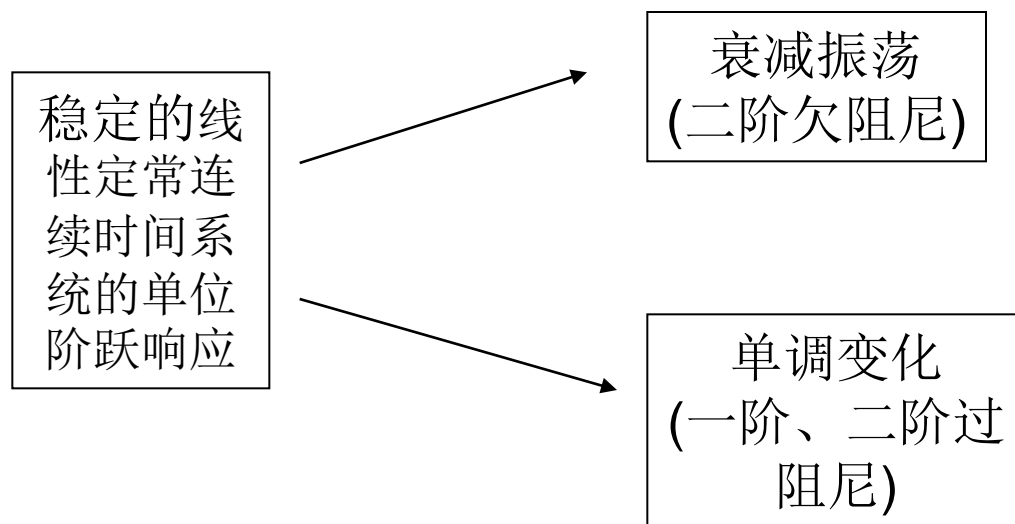 稳定的线
性定常连
续时间系
统的单位
阶跃响应
衰减振荡
(二阶欠阻尼)
单调变化
(一阶、二阶过
阻尼)